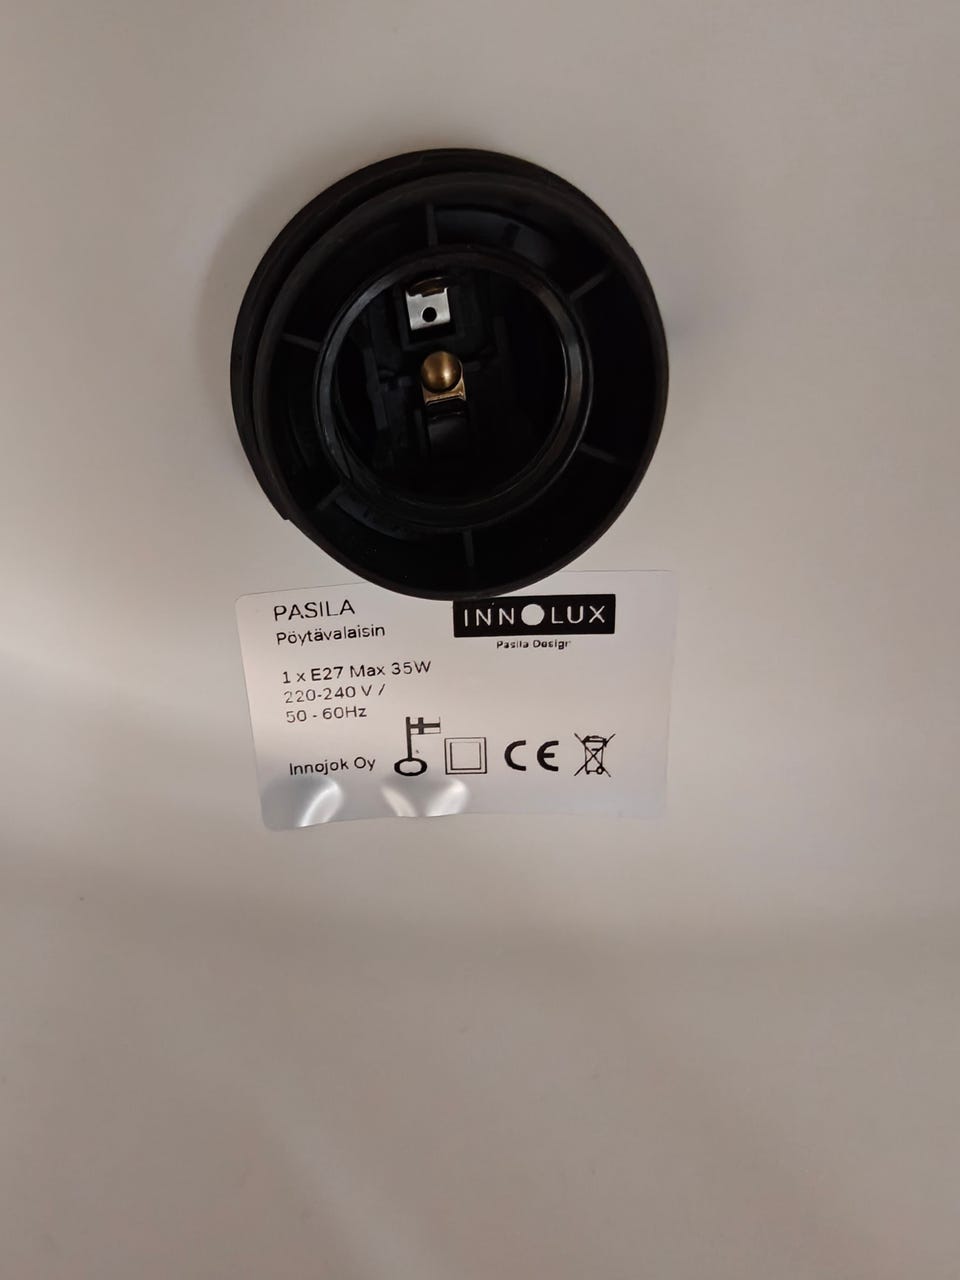 PASILA
Pöytävalaisin
INNOLUX
Pasila Design
1 x E27 Max 35W
220-240 V /
50 - 60Hz
Innojok Oy
CE